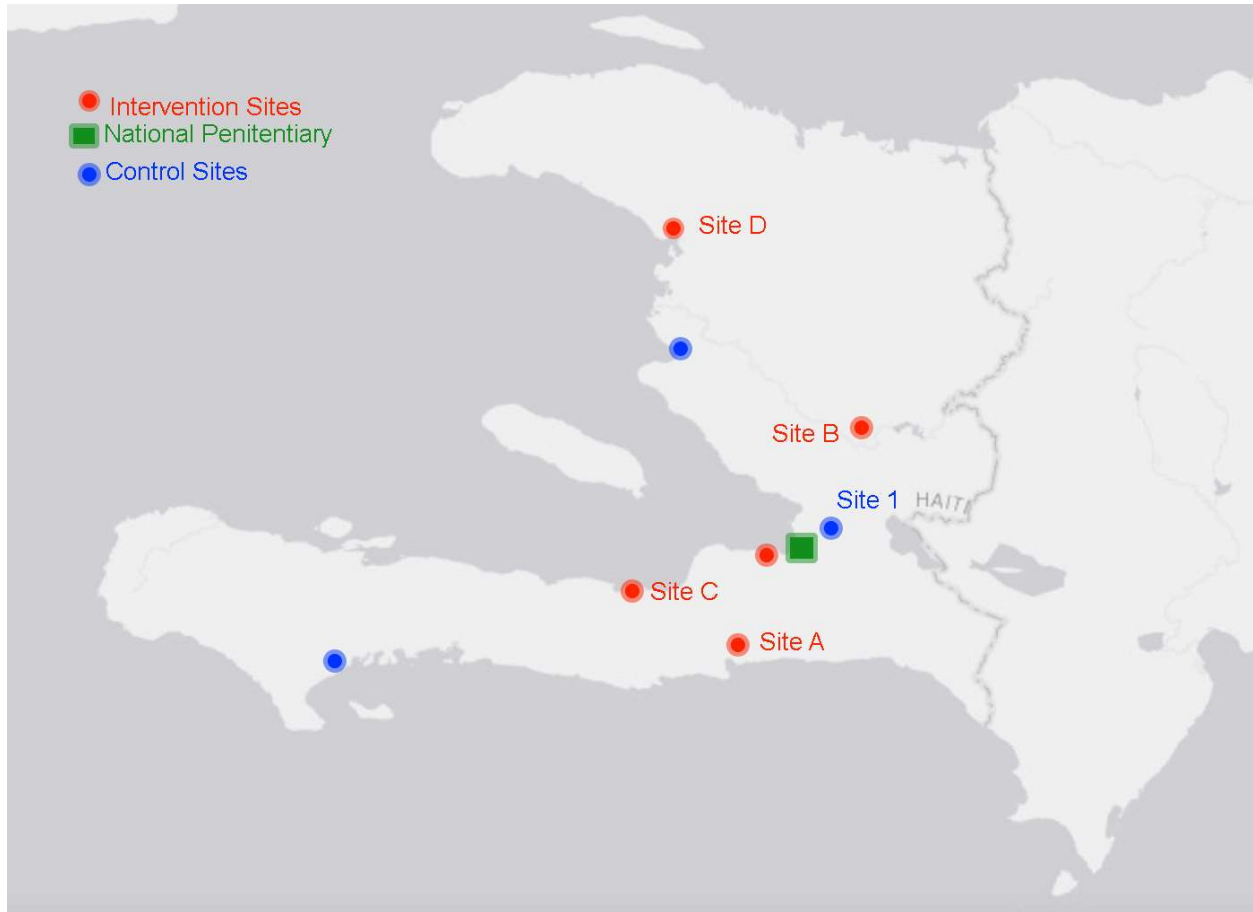 Intervention Sites
National Penitentiary
Control Sites
Site D
Site B
Site 1
HAITI
Site C
Site A